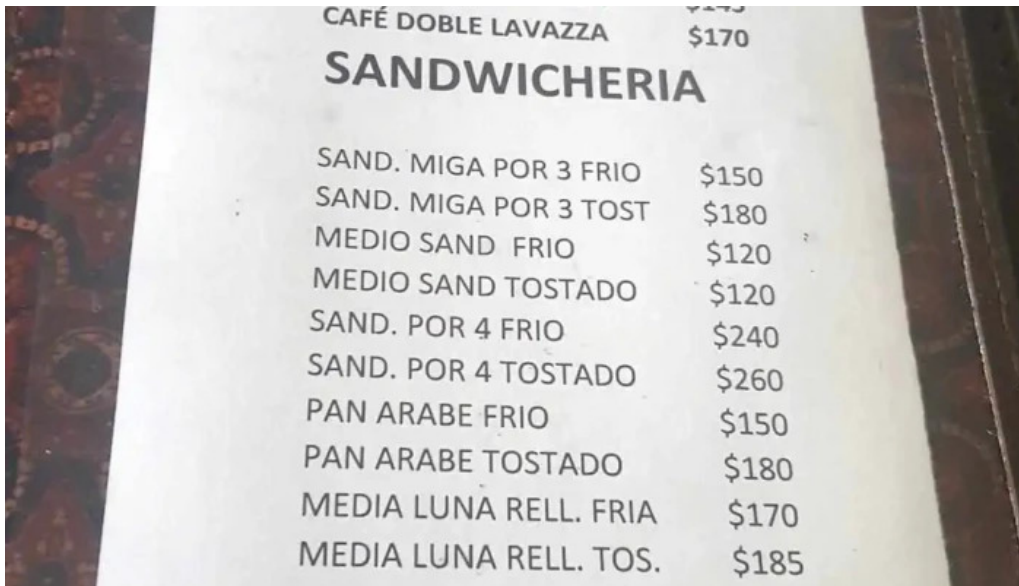 CAFÉ DOBLE LAVAZZA $170
SANDWICHERIA
SAND. MIGA POR 3 FRIO $150
SAND. MIGA POR 3 TOST $180
MEDIO SAND FRIO $120
MEDIO SAND TOSTADO $120
SAND. POR 4 FRIO $240
SAND. POR 4 TOSTADO $260
PAN ARABE FRIO $150
PAN ARABE TOSTADO $180
MEDIA LUNA RELL. FRIA $170
MEDIA LUNA RELL. TOS. $185